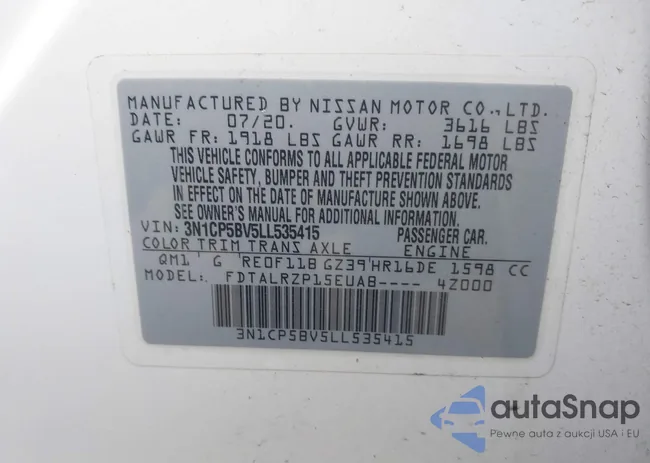 MANUFACTURED BY NISSAN MOTOR CO., LTD.
DATE: 07/20. GVWR: 3616 LBS
GAWR FR: 1918 LBS GAWR RR: 1698 LBS
THIS VEHICLE CONFORMS TO ALL APPLICABLE FEDERAL MOTOR
VEHICLE SAFETY, BUMPER AND THEFT PREVENTION STANDARDS
IN EFFECT ON THE DATE OF MANUFACTURE SHOWN ABOVE.
SEE OWNER'S MANUAL FOR ADDITIONAL INFORMATION.
VIN: 3N1CP5BV5LL535415 PASSENGER CAR.
COLOR TRIM TRANS AXLE ENGINE
QM1 G RE0F11B GZ39 HR16DE 1598 CC
MODEL: FDTALRZP15EUAB---- 4Z000
3N1CP5BV5LL535415
autoSnap
Pewne auta z aukcji USA i EU